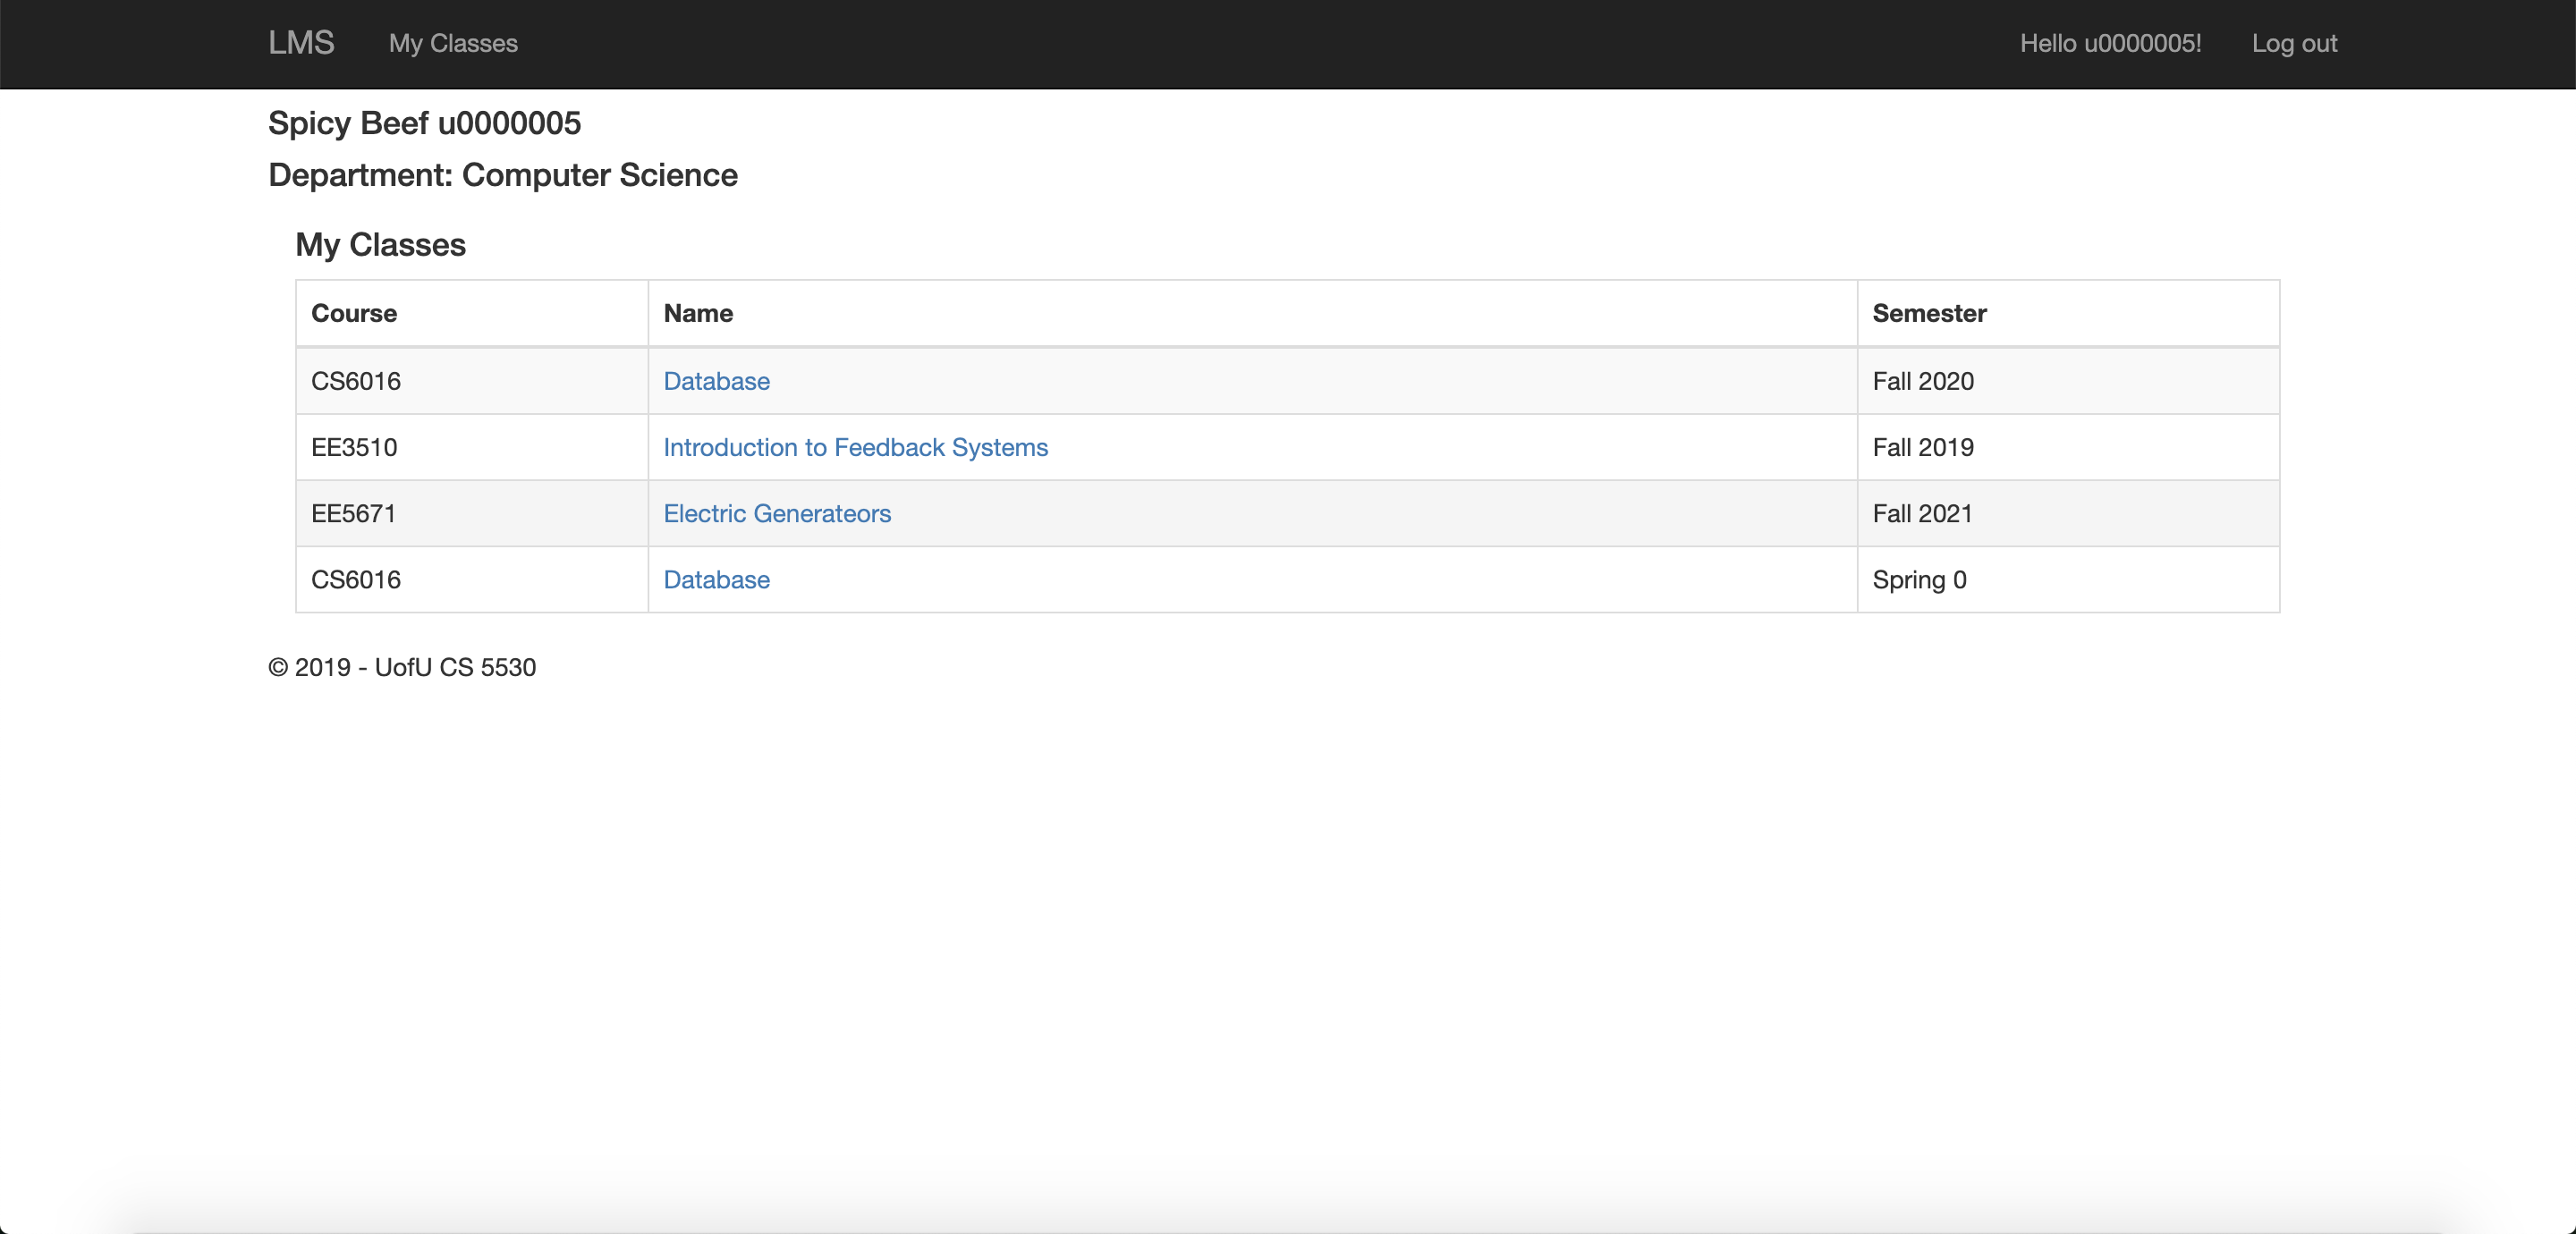 LMS My Classes Hello u0000005! Log out
Spicy Beef u0000005
Department: Computer Science
My Classes
Course Name Semester
CS6016 Database Fall 2020
EE3510 Introduction to Feedback Systems Fall 2019
EE5671 Electric Generateors Fall 2021
CS6016 Database Spring 0
© 2019 - UofU CS 5530